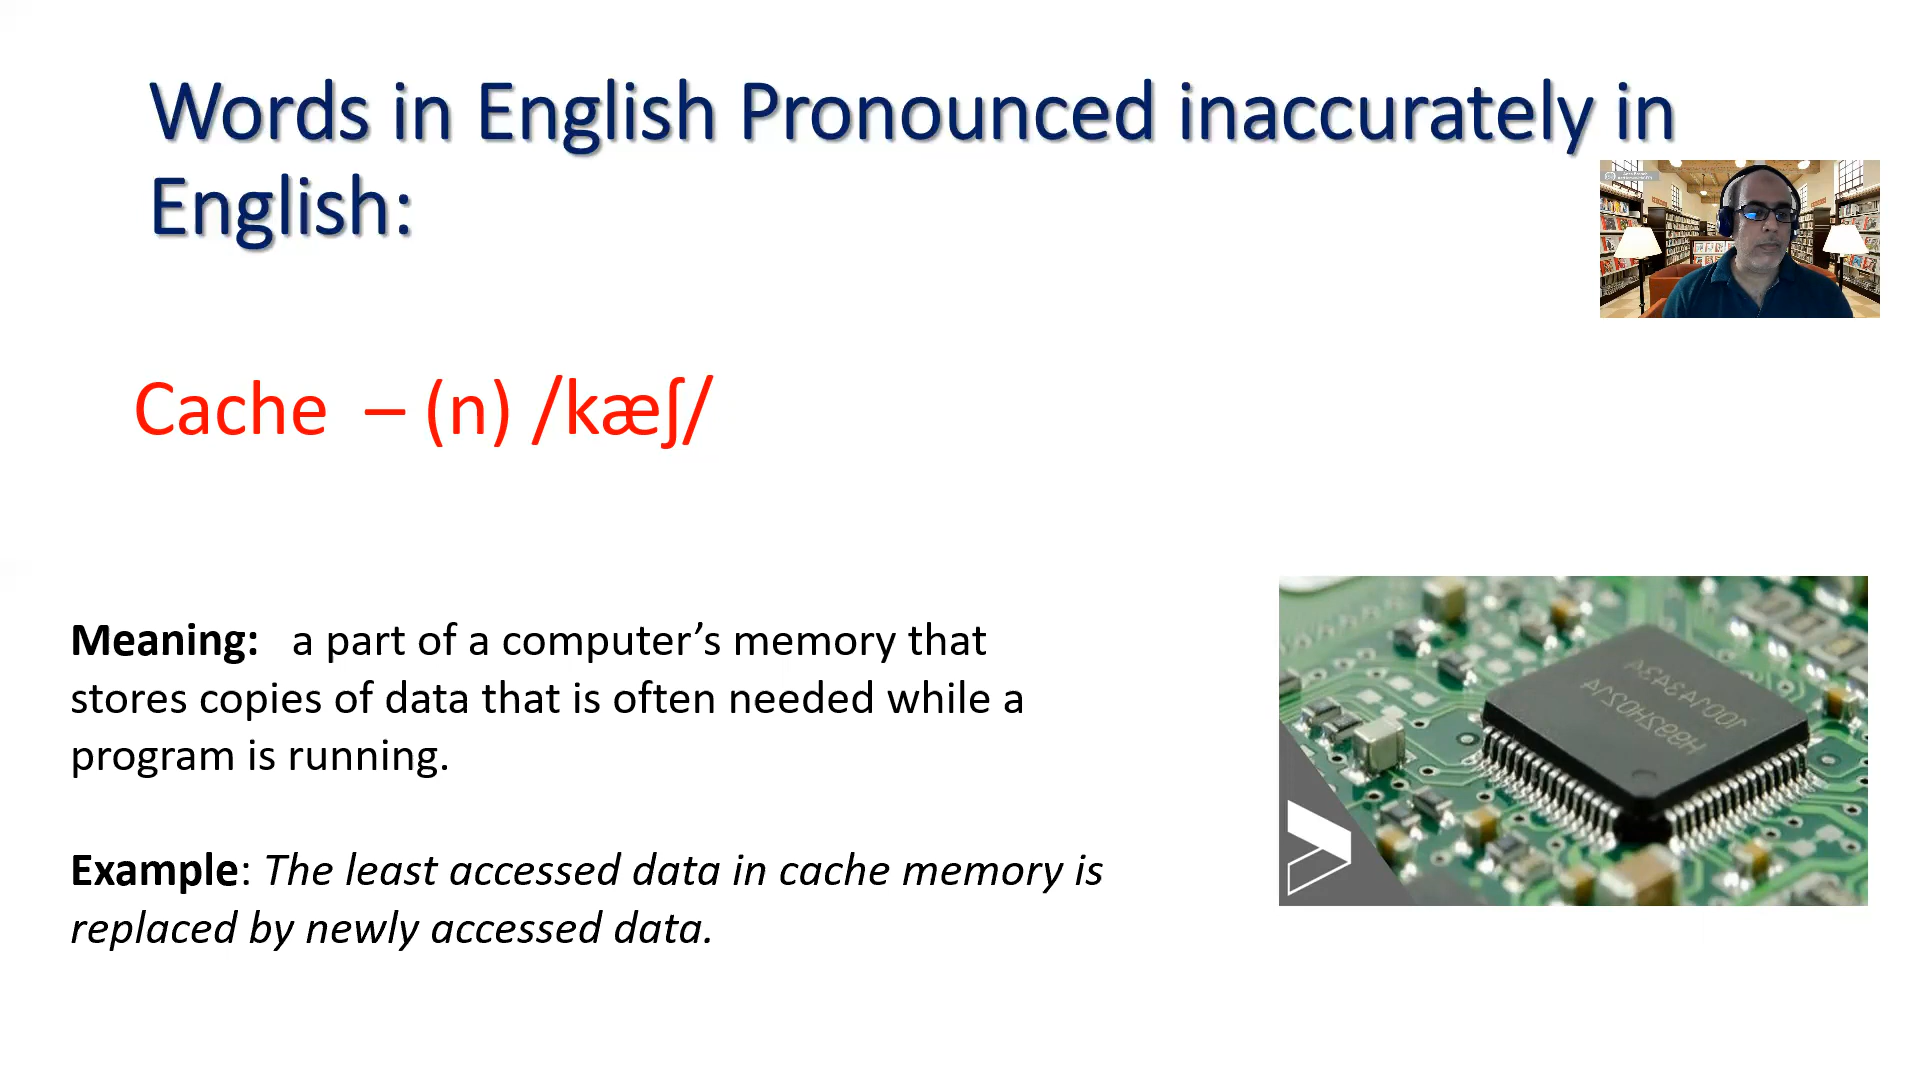 Words in English Pronounced inaccurately in
English:
Cache – (n) /kæʃ/
Meaning: a part of a computer’s memory that
stores copies of data that is often needed while a
program is running.
Example: The least accessed data in cache memory is
replaced by newly accessed data.